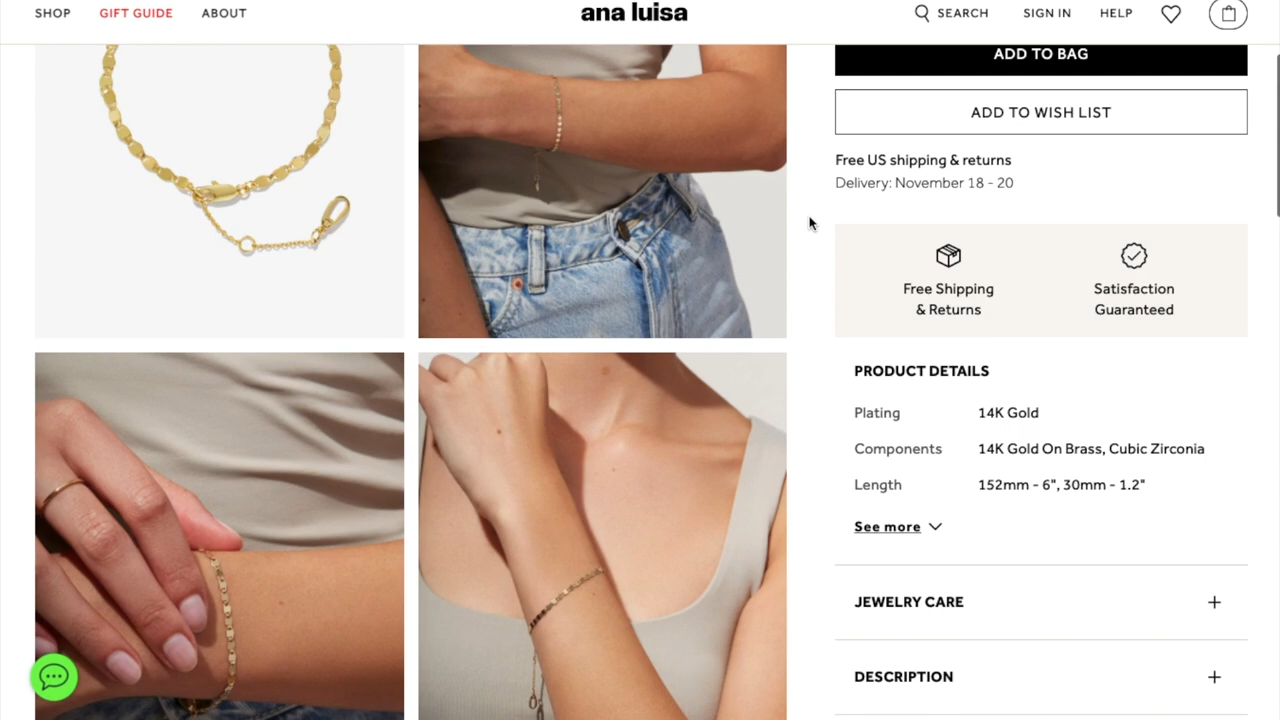 SHOP GIFT GUIDE ABOUT ana luisa SEARCH SIGN IN HELP
ADD TO BAG
ADD TO WISH LIST
Free US shipping & returns
Delivery: November 18 - 20
Free Shipping
& Returns
Satisfaction
Guaranteed
PRODUCT DETAILS
Plating 14K Gold
Components 14K Gold On Brass, Cubic Zirconia
Length 152mm - 6", 30mm - 1.2"
See more
JEWELRY CARE
DESCRIPTION